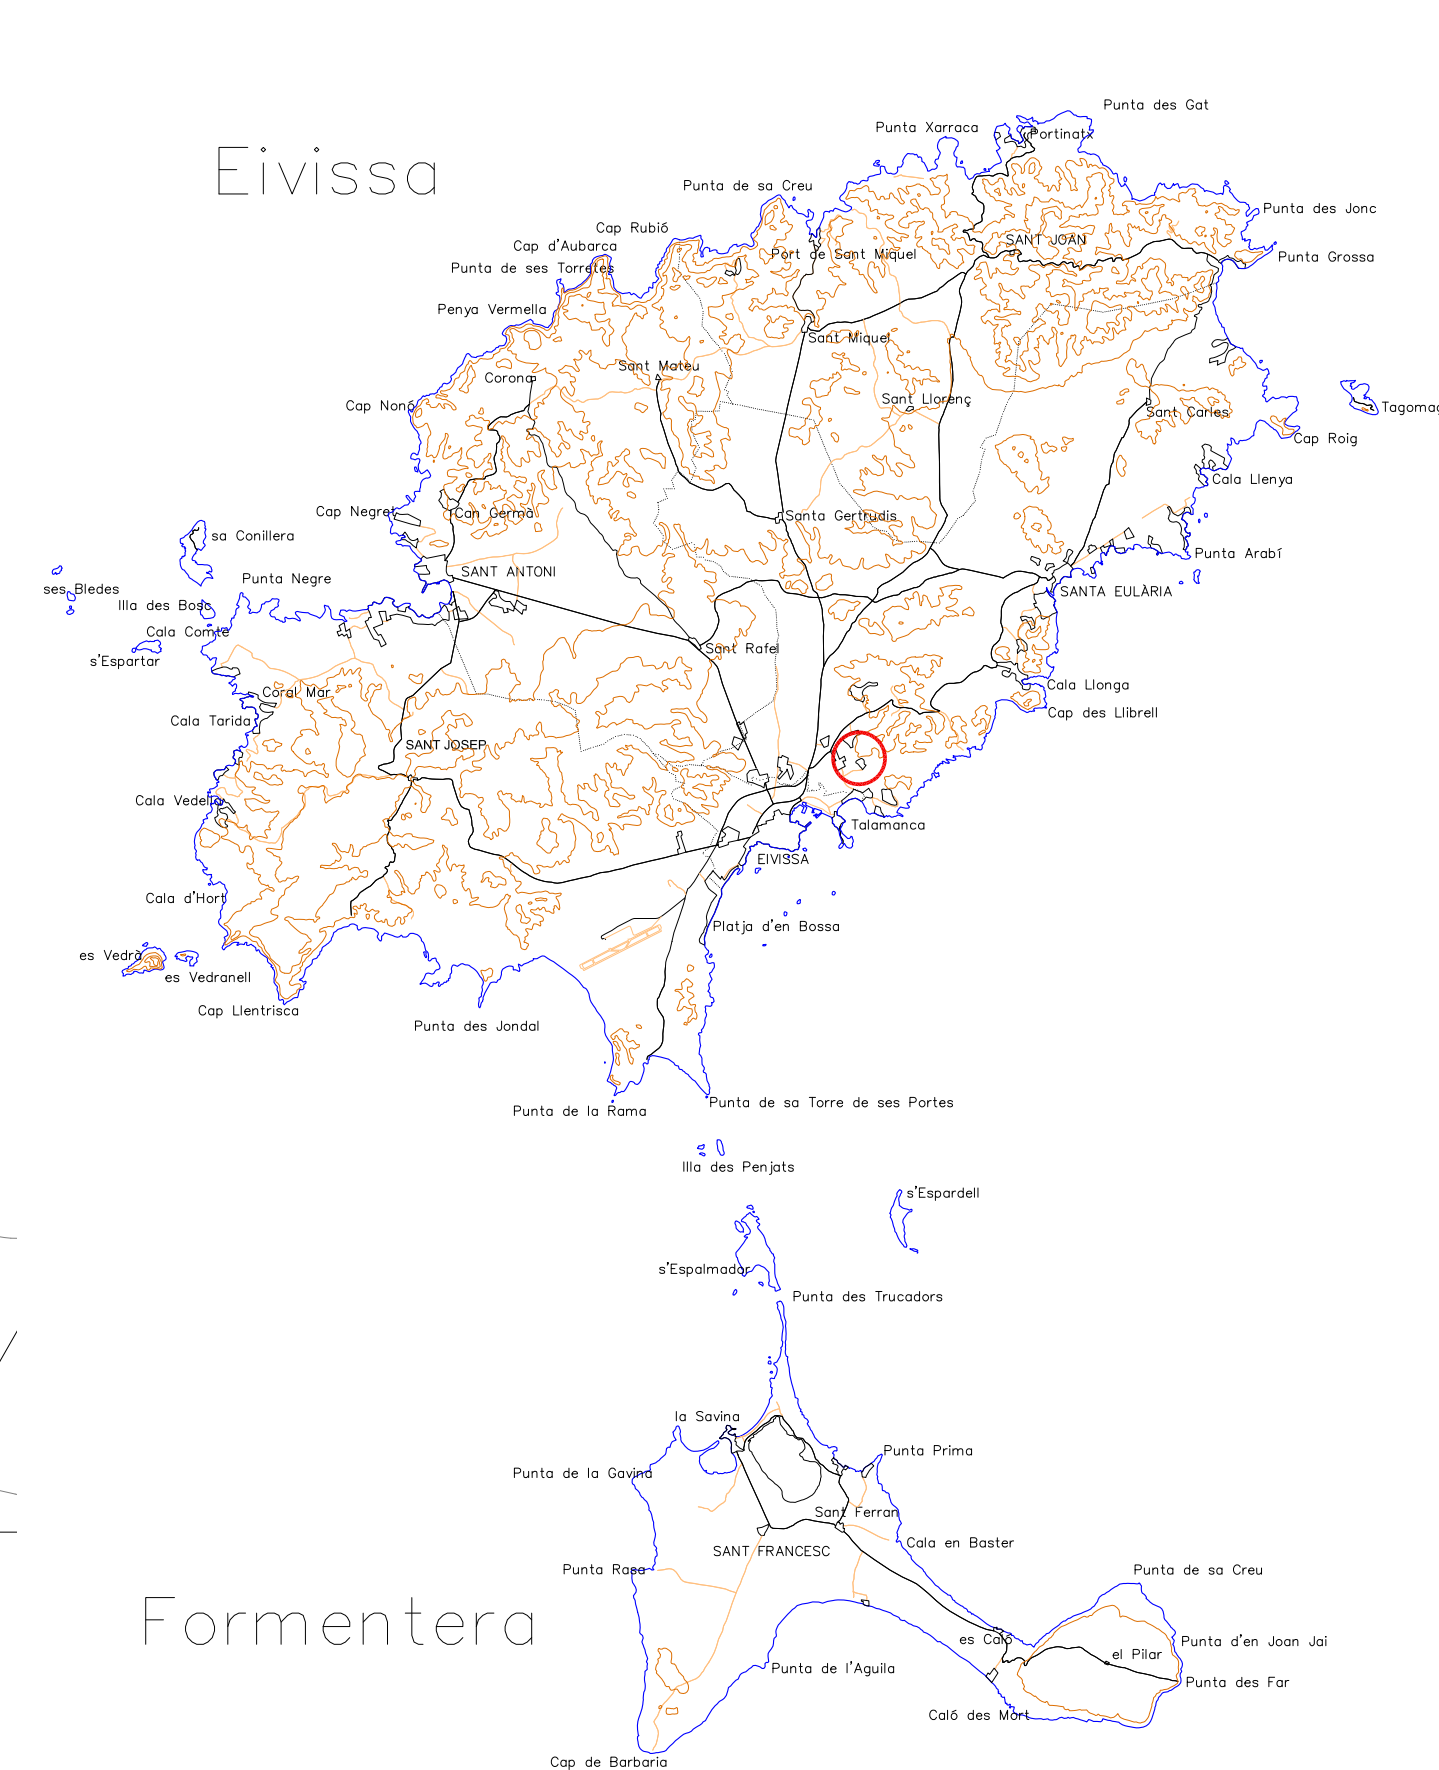 Punta des Gat
Punta Xarraca
Portinatx
Eivissa
Punta de sa Creu
Punta des Jonc
Cap Rubió
SANT JOAN
Cap d'Aubarca
Port de Sant Miquel
Punta Grossa
Punta de ses Torretes
Penya Vermella
Sant Miquel
Sant Mateu
Corona
Sant Llorenç
Cap Nonó
Sant Carles
Tagomag
Cap Roig
Cala Llenya
Cap Negret
Can Germà
Santa Gertrudis
sa Conillera
Punta Arabí
SANT ANTONI
Punta Negre
ses Bledes
SANTA EULÀRIA
Illa des Bosc
Cala Comte
Sant Rafel
s'Espartar
Cala Llonga
Coral Mar
Cap des Llibrell
Cala Tarida
SANT JOSEP
Cala Vedella
Talamanca
EIVISSA
Cala d'Hort
Platja d'en Bossa
es Vedrà
es Vedranell
Cap Llentrisca
Punta des Jondal
Punta de sa Torre de ses Portes
Punta de la Rama
Illa des Penjats
s'Espardell
s'Espalmador
Punta des Trucadors
la Savina
Punta Prima
Punta de la Gavina
Sant Ferran
Cala en Baster
SANT FRANCESC
Punta Rasa
Punta de sa Creu
Formentera
es Caló
Punta d'en Joan Jai
el Pilar
Punta de l'Aguila
Punta des Far
Caló des Mort
Cap de Barbaria